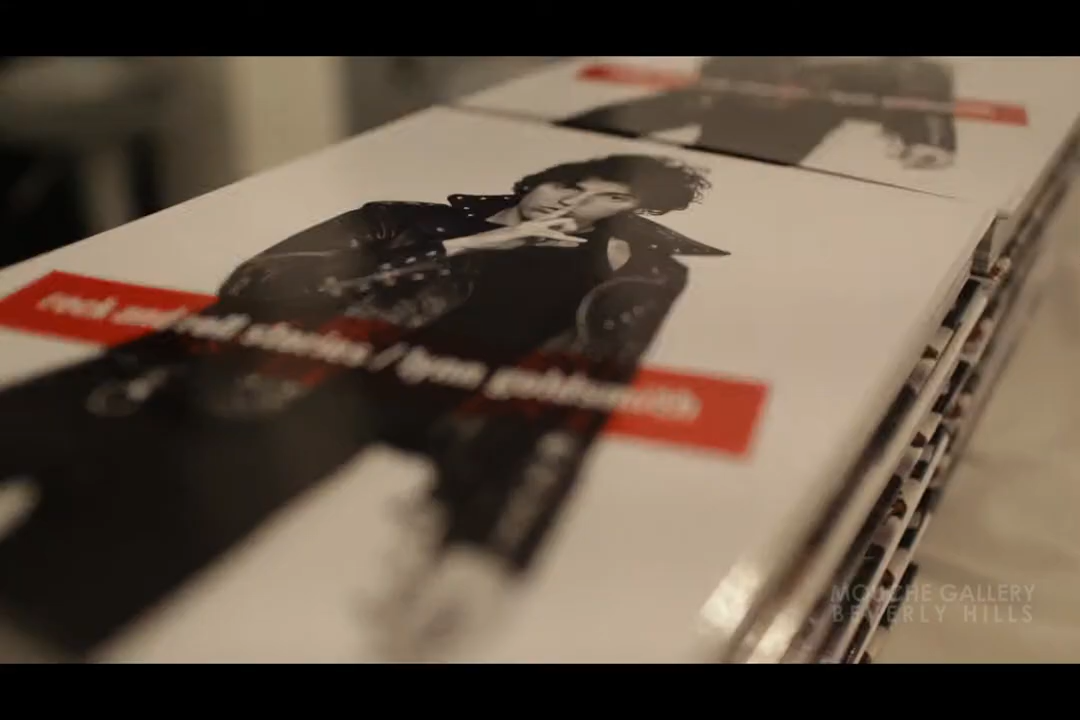 rock and roll stories / lynn goldsmith
MOUCHE GALLERY
BEVERLY HILLS